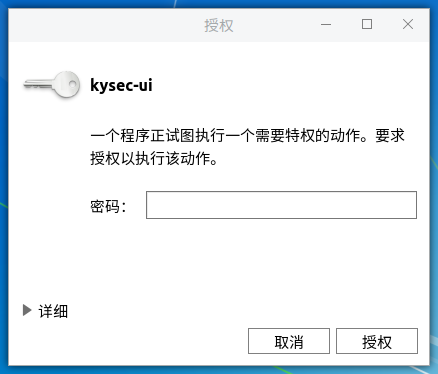 授权
kysec-ui
一个程序正试图执行一个需要特权的动作。要求
授权以执行该动作。
密码：
详细
取消
授权